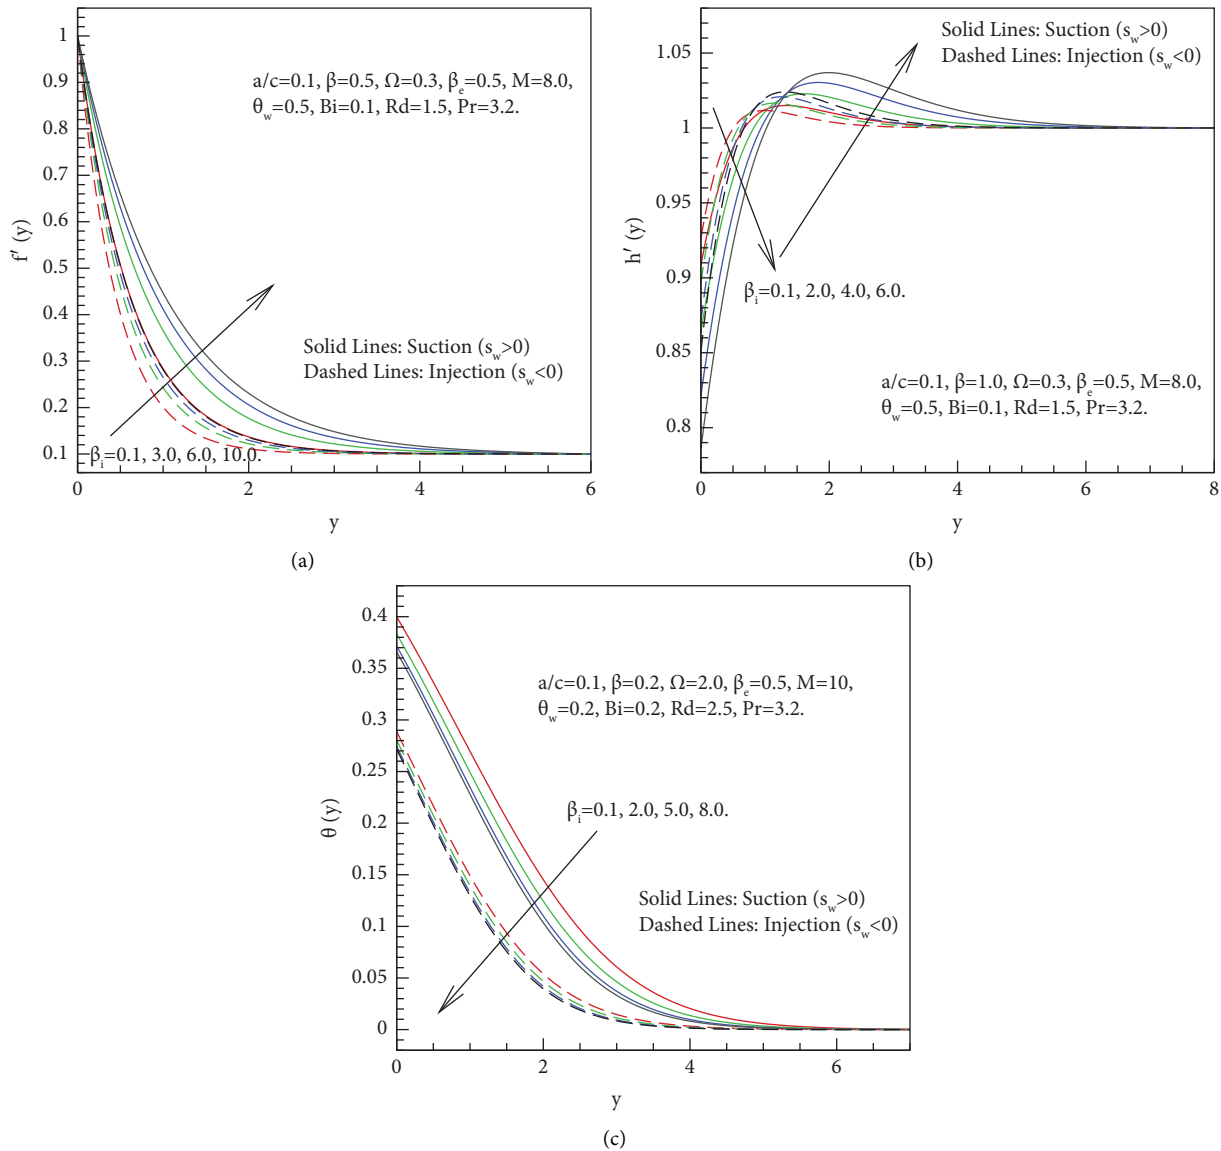 1
0.9
0.8
0.7
0.6
0.5
0.4
0.3
0.2
0.1
f′ (y)
a/c=0.1, β=0.5, Ω=0.3, βe=0.5, M=8.0,
θw=0.5, Bi=0.1, Rd=1.5, Pr=3.2.
Solid Lines: Suction (sw>0)
Dashed Lines: Injection (sw<0)
βi=0.1, 3.0, 6.0, 10.0.
0 2 4 6
y
(a)
1.05
1
0.95
0.9
0.85
0.8
h′ (y)
Solid Lines: Suction (sw>0)
Dashed Lines: Injection (sw<0)
βi=0.1, 2.0, 4.0, 6.0.
a/c=0.1, β=1.0, Ω=0.3, βe=0.5, M=8.0,
θw=0.5, Bi=0.1, Rd=1.5, Pr=3.2.
0 2 4 6 8
y
(b)
0.4
0.35
0.3
0.25
0.2
0.15
0.1
0.05
0
θ (y)
a/c=0.1, β=0.2, Ω=2.0, βe=0.5, M=10,
θw=0.2, Bi=0.2, Rd=2.5, Pr=3.2.
βi=0.1, 2.0, 5.0, 8.0.
Solid Lines: Suction (sw>0)
Dashed Lines: Injection (sw<0)
0 2 4 6
y
(c)